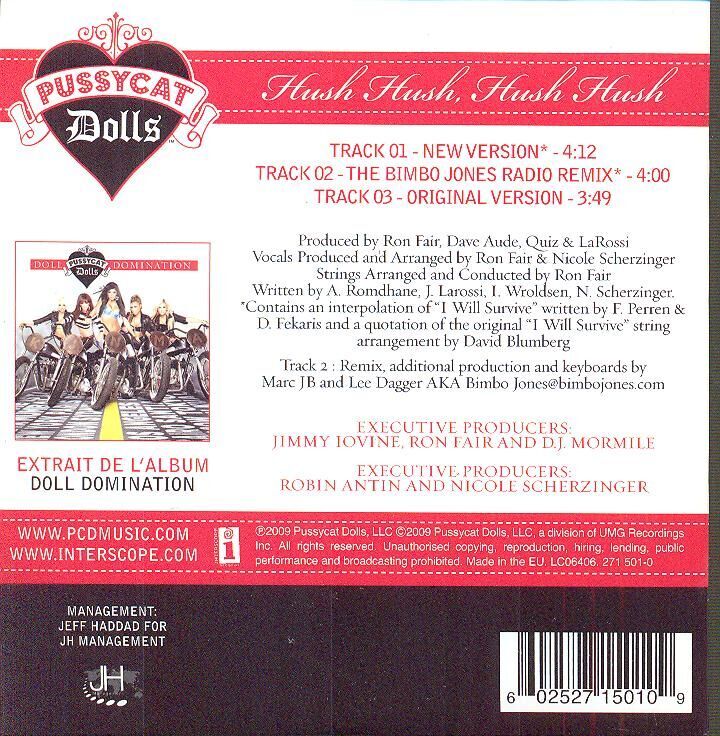 PUSSYCAT
Dolls™
Hush Hush, Hush Hush
TRACK 01 - NEW VERSION* - 4:12
TRACK 02 - THE BIMBO JONES RADIO REMIX* - 4:00
TRACK 03 - ORIGINAL VERSION - 3:49
Produced by Ron Fair, Dave Aude, Quiz & LaRossi
Vocals Produced and Arranged by Ron Fair & Nicole Scherzinger
Strings Arranged and Conducted by Ron Fair
Written by A. Romdhane, J. Larossi, I. Wroldsen, N. Scherzinger.
*Contains an interpolation of “I Will Survive” written by F. Perren &
D. Fekaris and a quotation of the original “I Will Survive” string
arrangement by David Blumberg
Track 2 : Remix, additional production and keyboards by
Marc JB and Lee Dagger AKA Bimbo Jones@bimbojones.com
EXECUTIVE PRODUCERS:
JIMMY IOVINE, RON FAIR AND D.J. MORMILE
EXECUTIVE PRODUCERS:
ROBIN ANTIN AND NICOLE SCHERZINGER
DOLL PUSSYCAT Dolls DOMINATION
EXTRAIT DE L'ALBUM
DOLL DOMINATION
WWW.PCDMUSIC.COM
WWW.INTERSCOPE.COM
interscope
i
℗2009 Pussycat Dolls, LLC ©2009 Pussycat Dolls, LLC, a division of UMG Recordings
Inc. All rights reserved. Unauthorised copying, reproduction, hiring, lending, public
performance and broadcasting prohibited. Made in the EU. LC06406. 271 501-0
MANAGEMENT:
JEFF HADDAD FOR
JH MANAGEMENT
JH
6 02527 15010 9